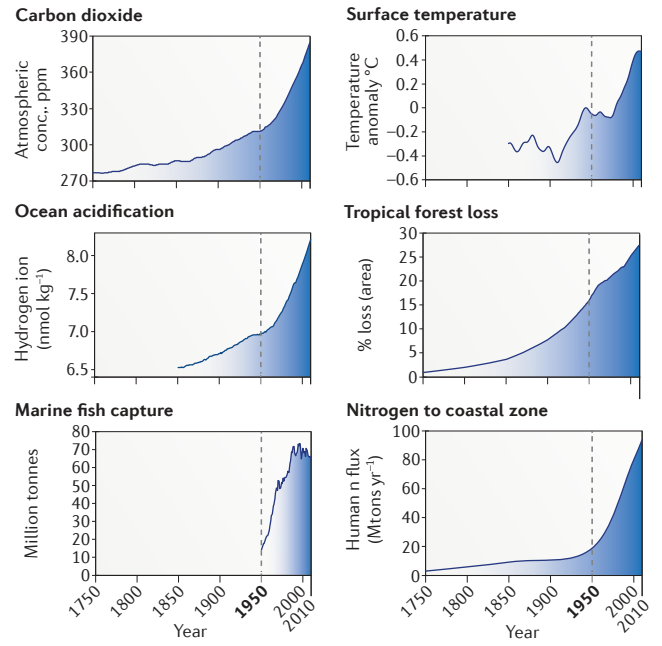 Carbon dioxide
Atmospheric
conc,. ppm
390
360
330
300
270
Surface temperature
Temperature
anomaly °C
0.6
0.4
0.2
0
−0.2
−0.4
−0.6
Ocean acidification
Hydrogen ion
(nmol kg⁻¹)
8.0
7.5
7.0
6.5
Tropical forest loss
% loss (area)
30
25
20
15
10
5
0
Marine fish capture
Million tonnes
80
70
60
50
40
30
20
10
0
1750
1800
1850
1900
1950
2000
2010
Year
Nitrogen to coastal zone
Human n flux
(Mtons yr⁻¹)
100
80
60
40
20
0
1750
1800
1850
1900
1950
2000
2010
Year